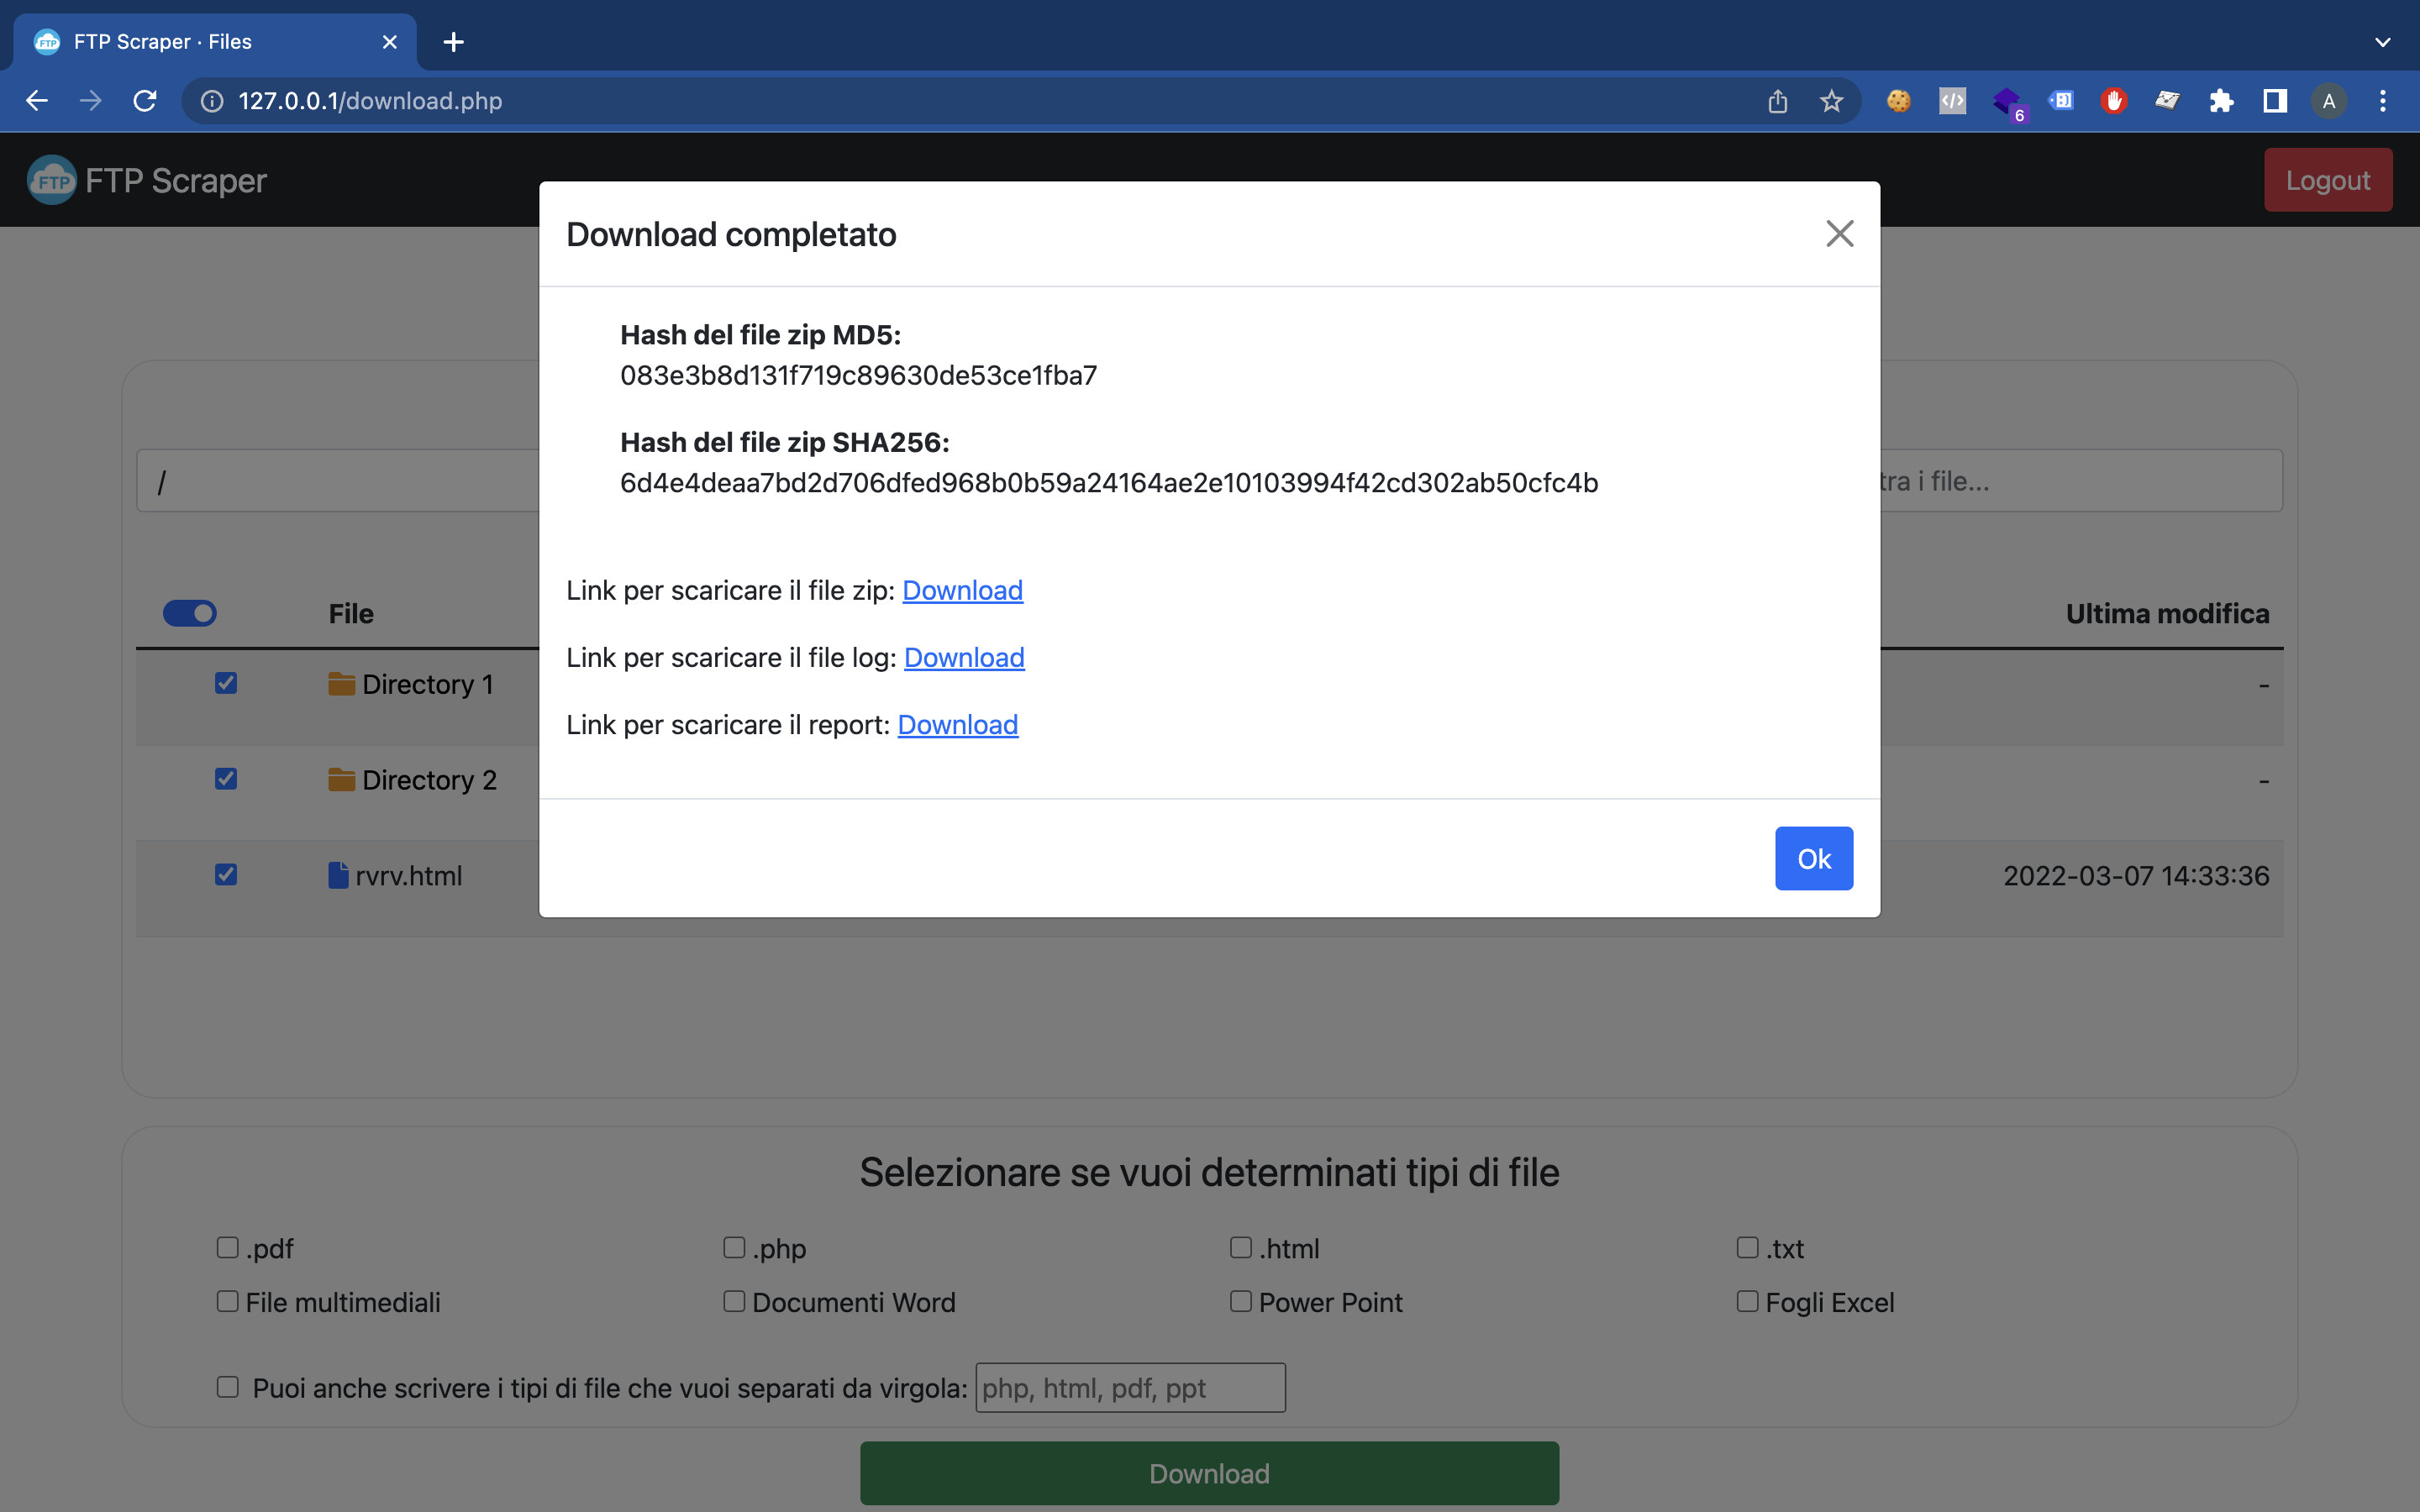 FTP Scraper · Files
127.0.0.1/download.php
6
A
FTP
FTP Scraper
Logout
Download completato
Hash del file zip MD5:
083e3b8d131f719c89630de53ce1fba7
Hash del file zip SHA256:
6d4e4deaa7bd2d706dfed968b0b59a24164ae2e10103994f42cd302ab50cfc4b
/
tra i file...
Link per scaricare il file zip: Download
File
Ultima modifica
Link per scaricare il file log: Download
Directory 1
-
Link per scaricare il report: Download
Directory 2
-
Ok
rvrv.html
2022-03-07 14:33:36
Selezionare se vuoi determinati tipi di file
.pdf
.php
.html
.txt
File multimediali
Documenti Word
Power Point
Fogli Excel
Puoi anche scrivere i tipi di file che vuoi separati da virgola: php, html, pdf, ppt
Download